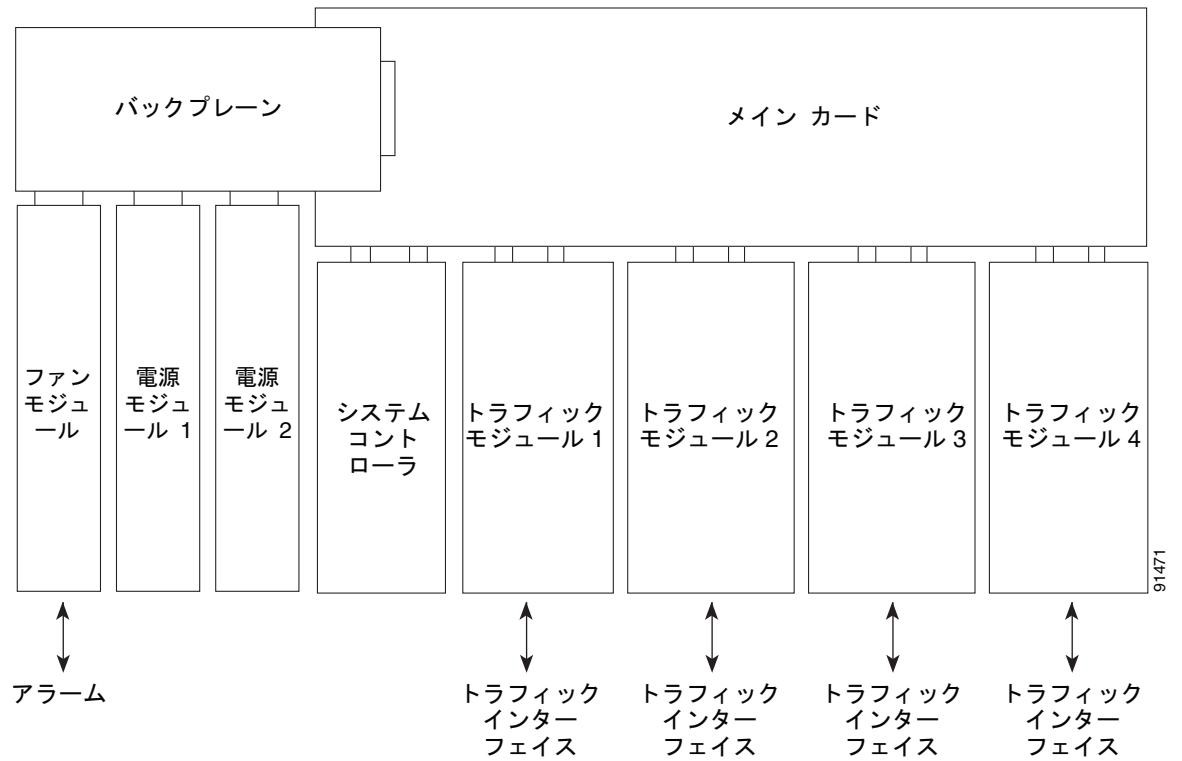 バックプレーン
メイン カード
ファン
モジュ
ール
電源
モジュ
ール 1
電源
モジュ
ール 2
システム
コント
ローラ
トラフィック
モジュール 1
トラフィック
モジュール 2
トラフィック
モジュール 3
トラフィック
モジュール 4
91471
アラーム
トラフィック
インター
フェイス
トラフィック
インター
フェイス
トラフィック
インター
フェイス
トラフィック
インター
フェイス